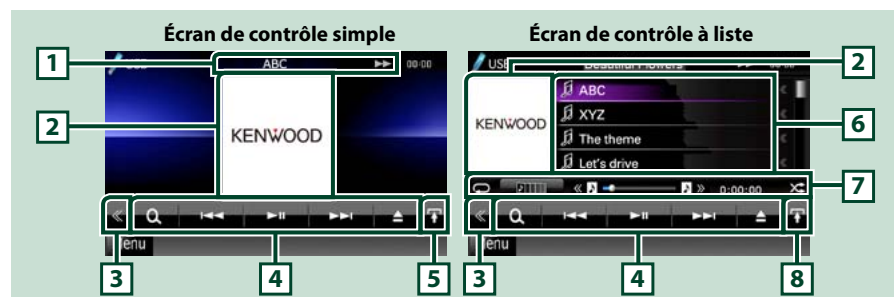 Écran de contrôle simple
Écran de contrôle à liste
1
USB
ABC
00:00
2
KENWOOD
3
4
5
Menu
USB
Beautiful Flowers
2
KENWOOD
ABC
XYZ
The theme
Let's drive
6
0:00:00
7
3
4
8
Menu